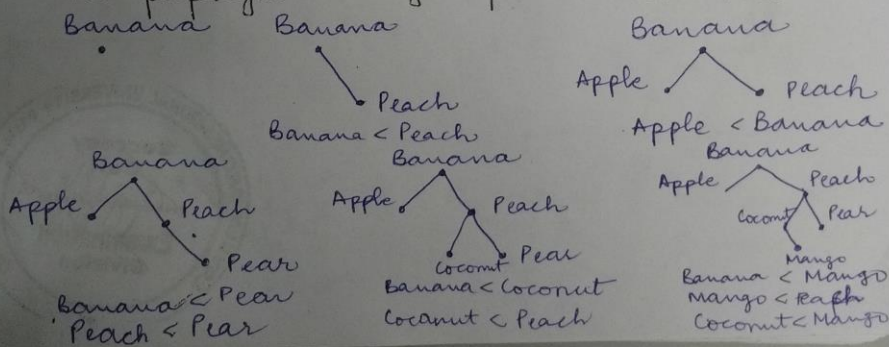 Banana
Banana
Peach
Banana < Peach
Banana
Apple
Peach
Apple < Banana
Banana
Apple
Peach
Pear
Banana < Pear
Peach < Pear
Banana
Apple
Peach
Coconut
Pear
Banana < Coconut
Cocanut < Peach
Banana
Apple
Peach
Coconut
Pear
Mango
Banana < Mango
Mango < Peach
Coconut < Mango